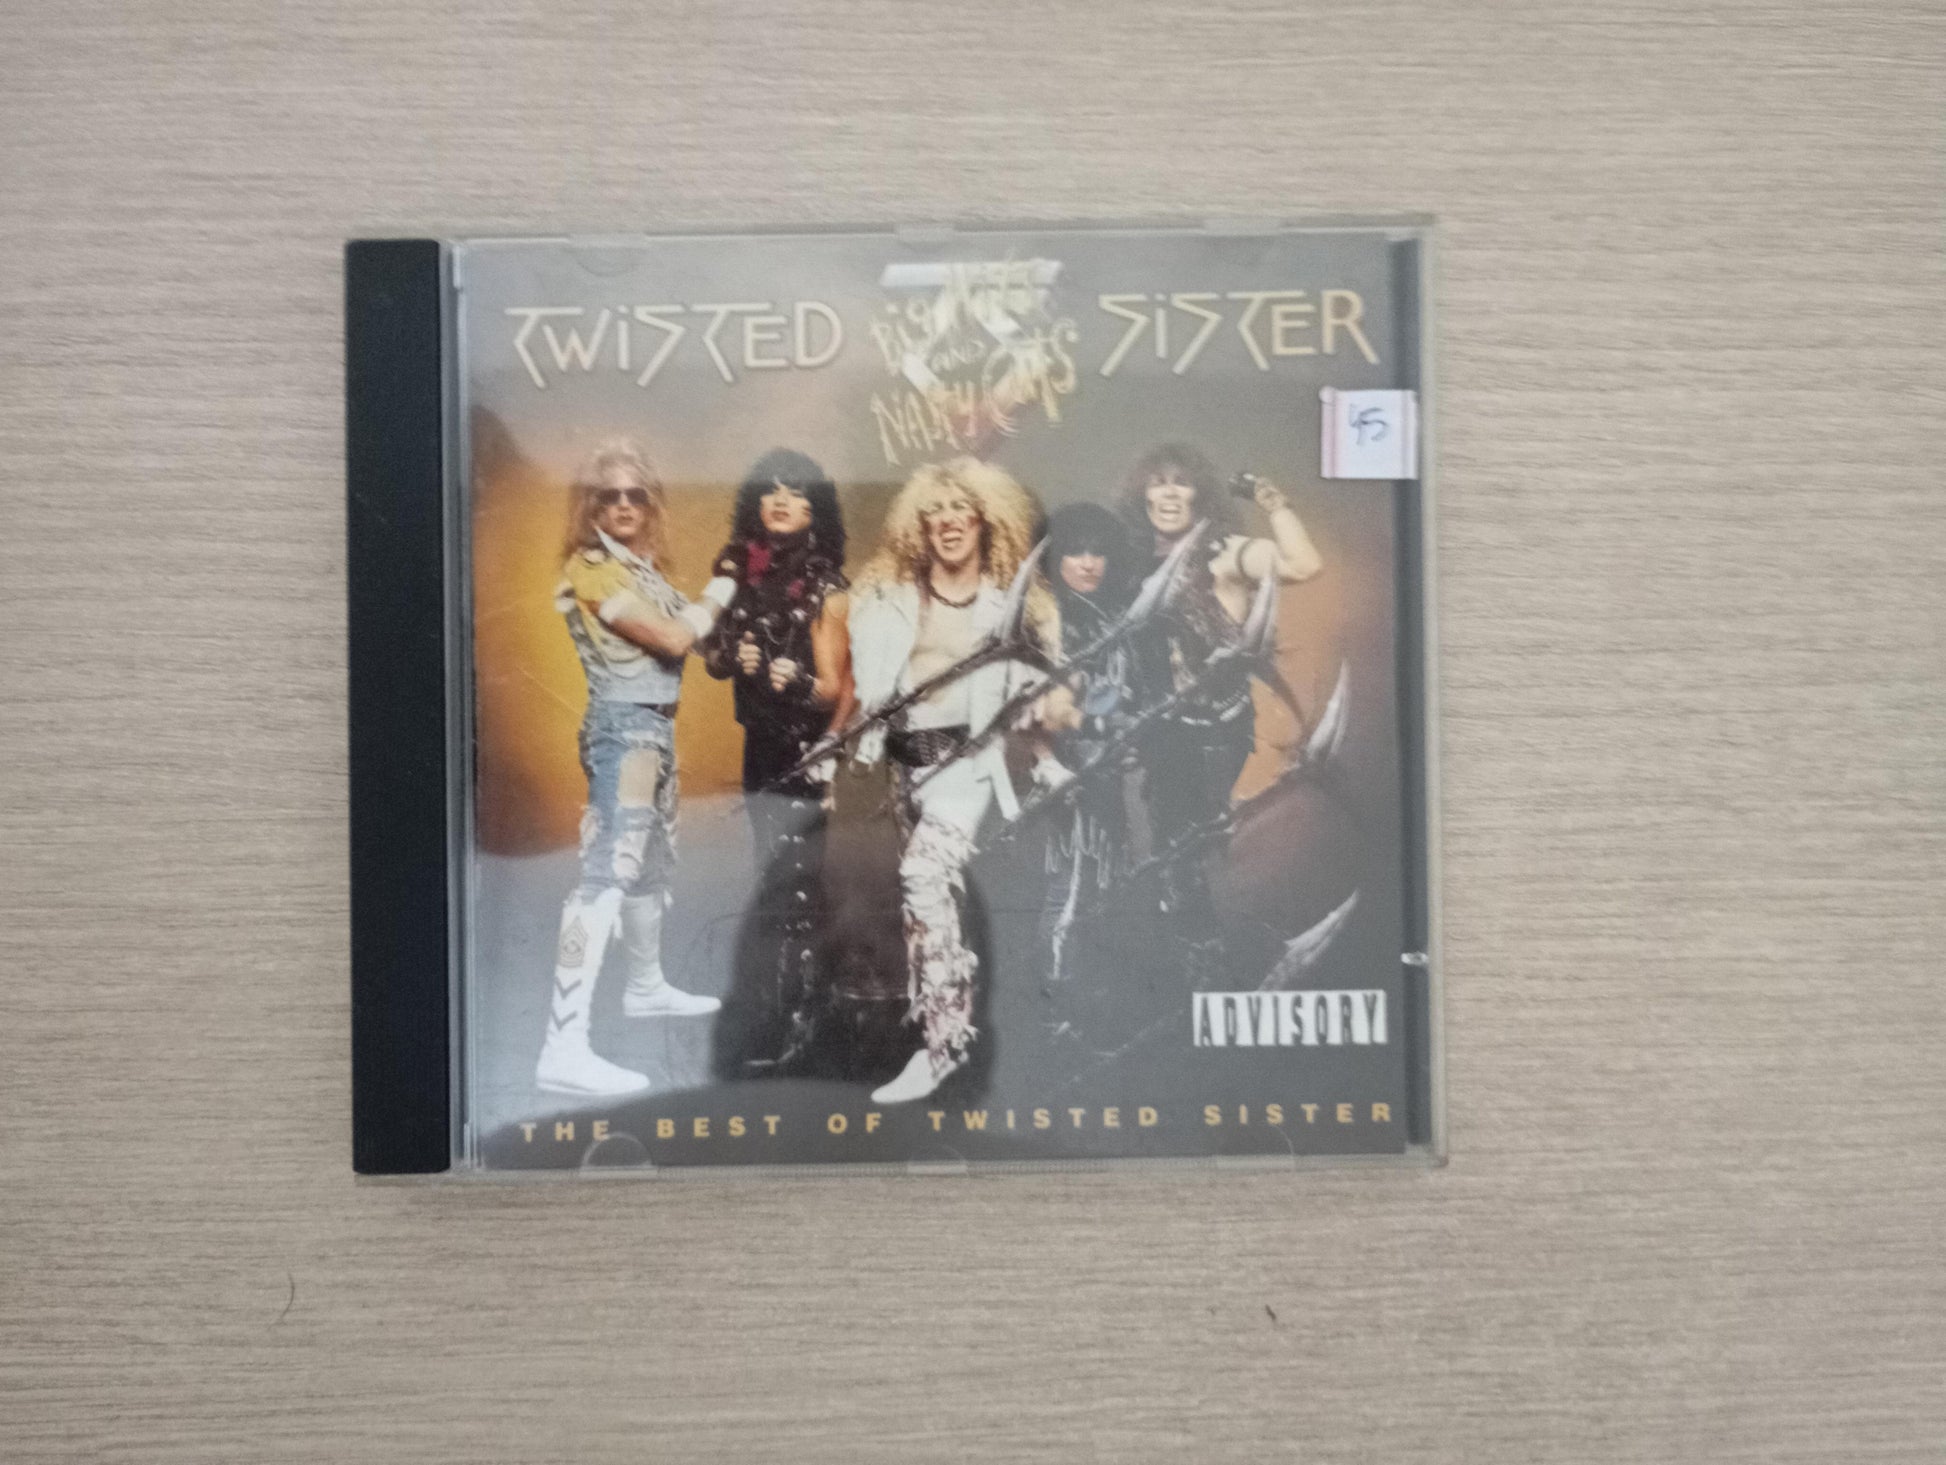 TWISTED SISTER
BIG HITS
AND
NASTY CUTS
45
ADVISORY
THE BEST OF TWISTED SISTER